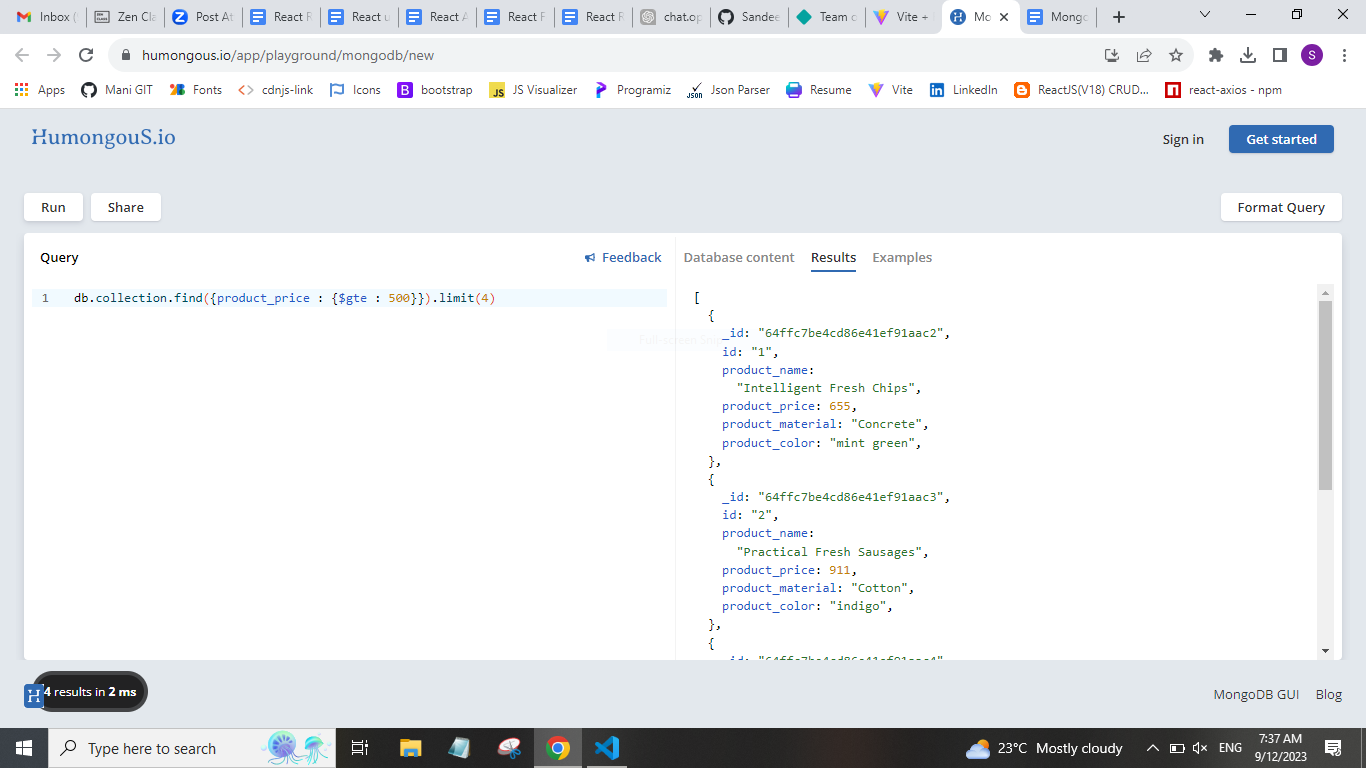 Inbox (
Zen Cla
Post At
React R
React u
React A
React F
React R
chat.op
Sandee
Team c
Vite +
Mo
Mongo
humongous.io/app/playground/mongodb/new
S
Apps
Mani GIT
Fonts
cdnjs-link
Icons
bootstrap
JS Visualizer
Programiz
Json Parser
Resume
Vite
LinkedIn
ReactJS(V18) CRUD...
react-axios - npm
HumongouS.io
Sign in
Get started
Run
Share
Format Query
Query
Feedback
Database content
Results
Examples
1 db.collection.find({product_price : {$gte : 500}}).limit(4)
Full-screen Snip
[
{
_id: "64ffc7be4cd86e41ef91aac2",
id: "1",
product_name:
"Intelligent Fresh Chips",
product_price: 655,
product_material: "Concrete",
product_color: "mint green",
},
{
_id: "64ffc7be4cd86e41ef91aac3",
id: "2",
product_name:
"Practical Fresh Sausages",
product_price: 911,
product_material: "Cotton",
product_color: "indigo",
},
{
_id: "64ffc7be4cd86e41ef91aac4"
H
4 results in 2 ms
MongoDB GUI
Blog
Type here to search
23°C Mostly cloudy
ENG
7:37 AM
9/12/2023